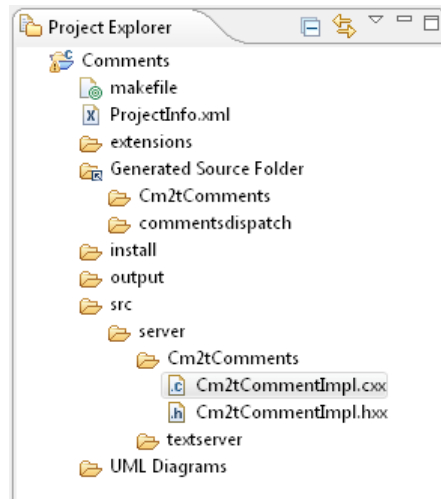 Project Explorer
Comments
makefile
ProjectInfo.xml
extensions
Generated Source Folder
Cm2tComments
commentsdispatch
install
output
src
server
Cm2tComments
Cm2tCommentImpl.cxx
Cm2tCommentImpl.hxx
textserver
UML Diagrams